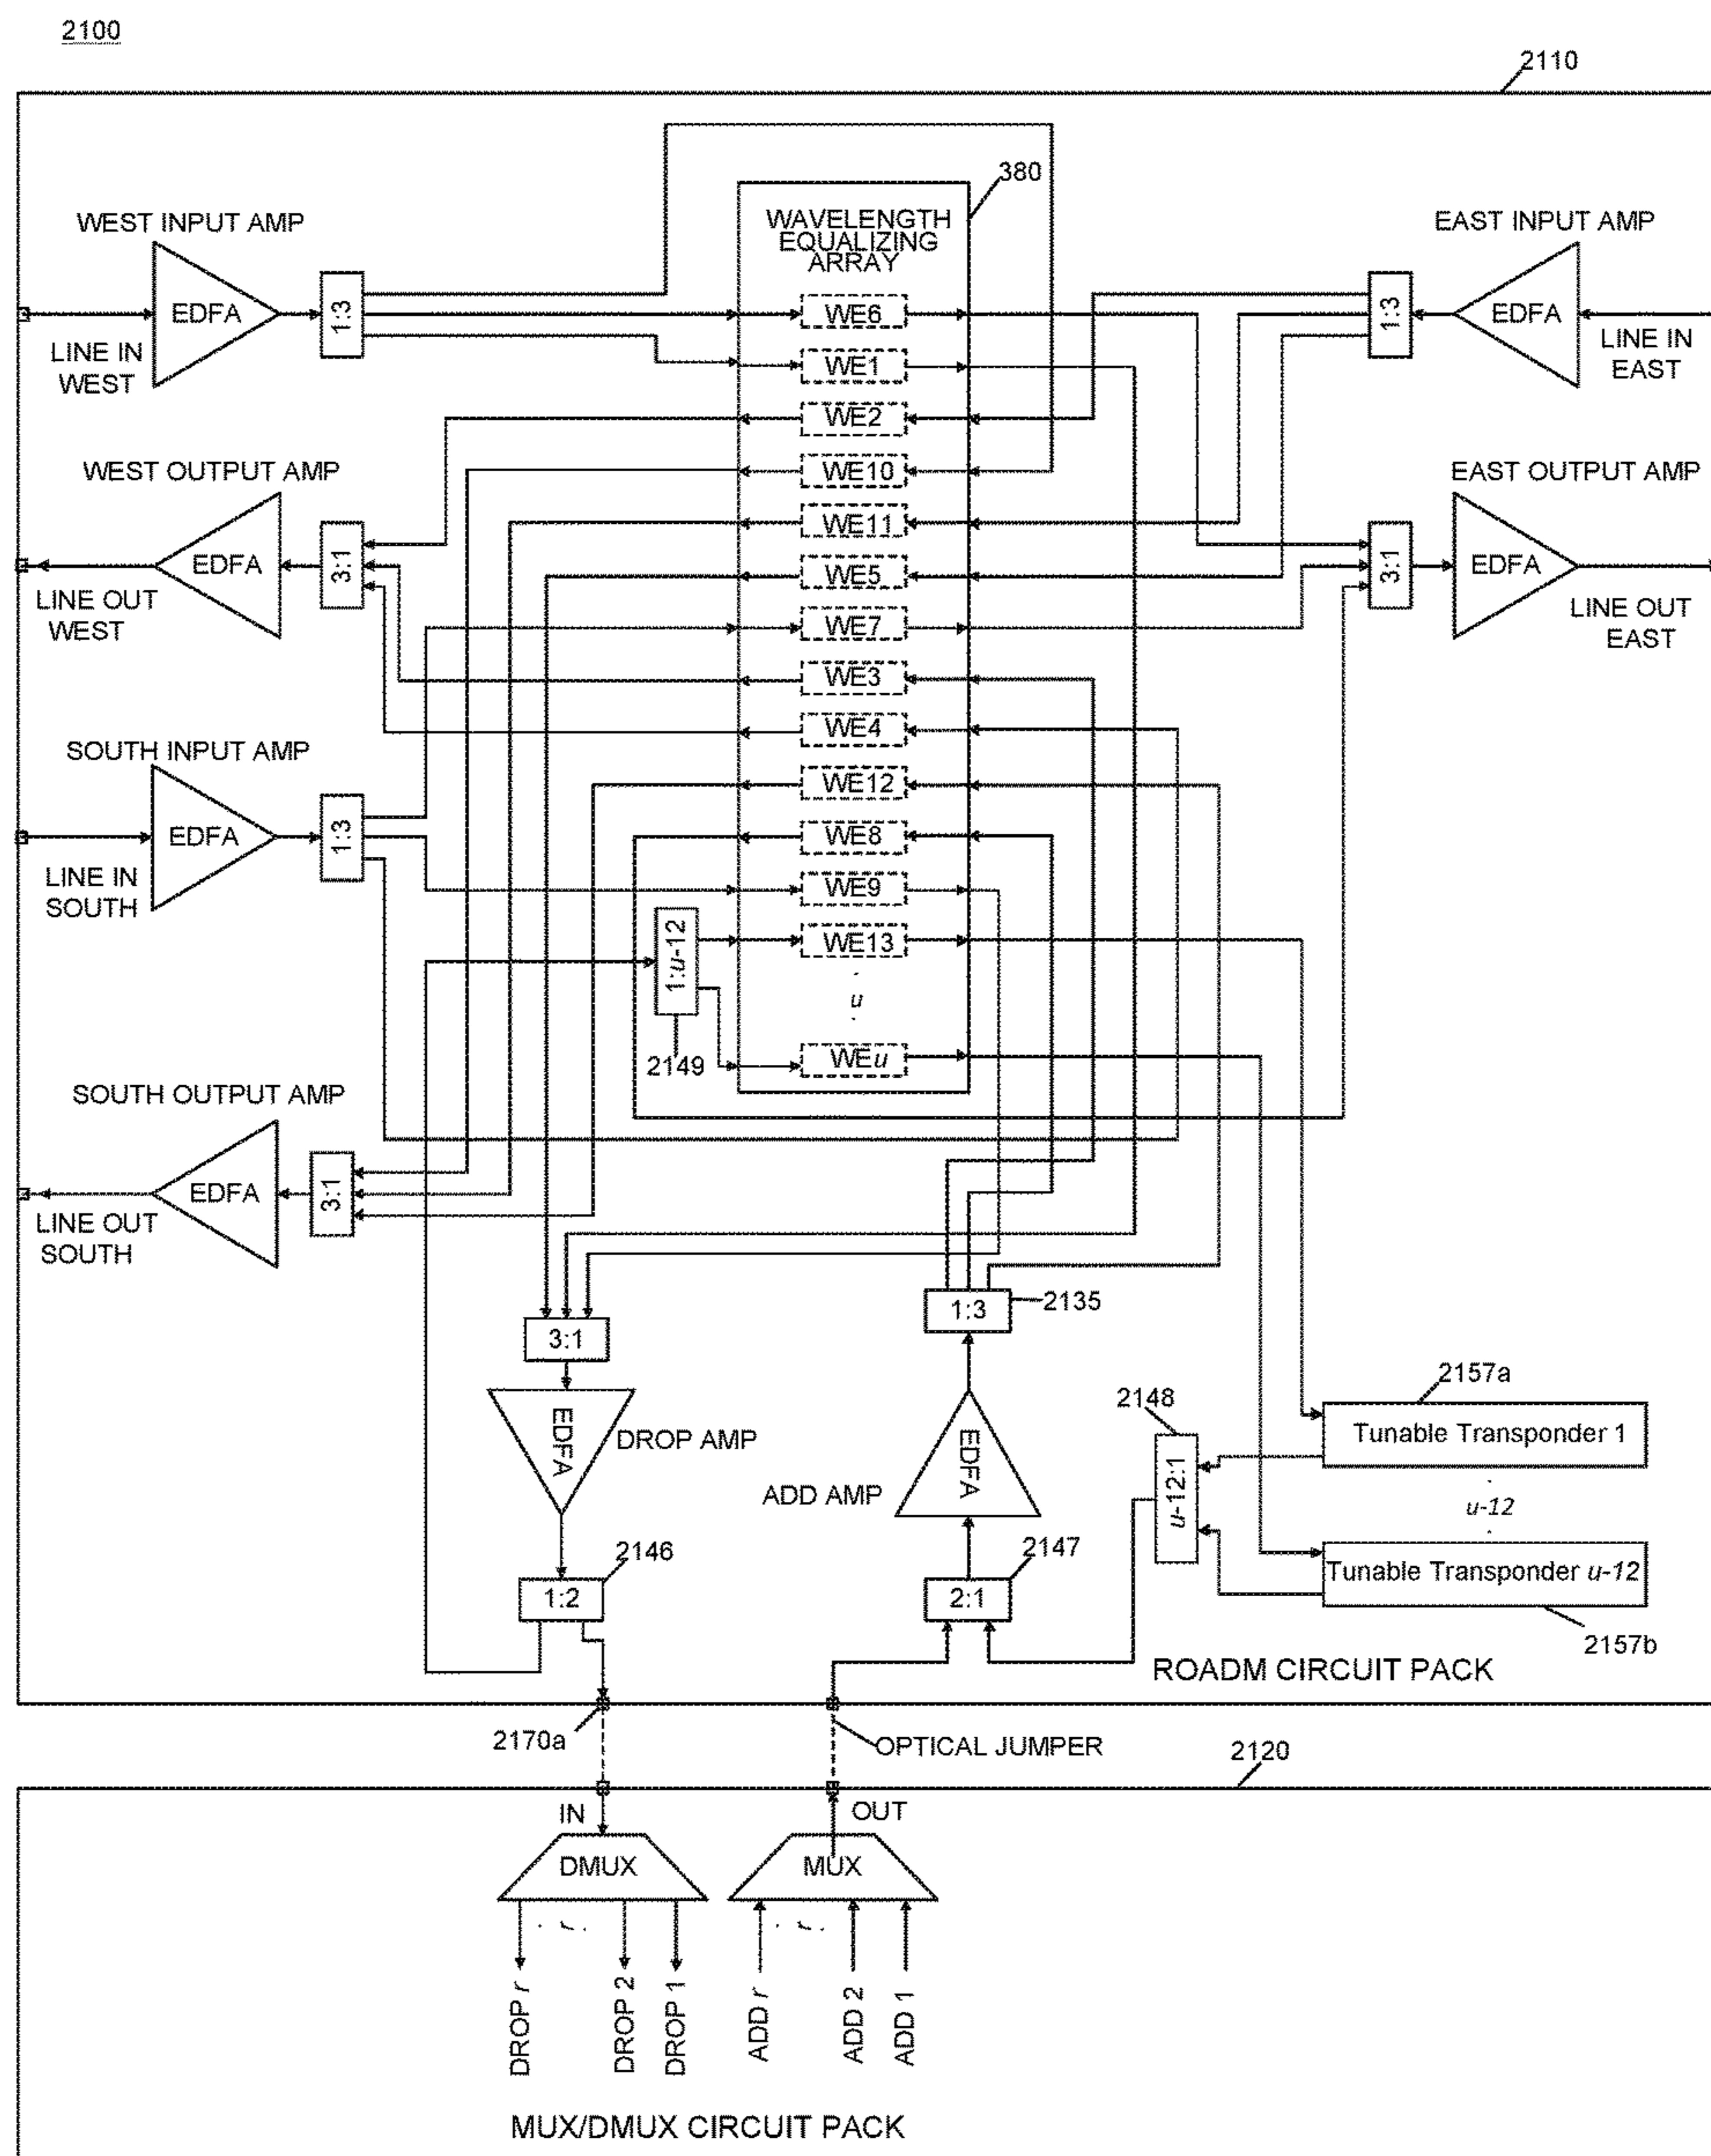 2100
2110
380
WEST INPUT AMP
EDFA
1:3
LINE IN
WEST
WAVELENGTH
EQUALIZING
ARRAY
EAST INPUT AMP
1:3
EDFA
LINE IN
EAST
WE6
WE1
WE2
WE10
WE11
WE5
WE7
WE3
WE4
WE12
WE8
WE9
WE13
u
WEu
WEST OUTPUT AMP
EDFA
3:1
LINE OUT
WEST
EAST OUTPUT AMP
3:1
EDFA
LINE OUT
EAST
SOUTH INPUT AMP
EDFA
1:3
LINE IN
SOUTH
1:u-12
2149
SOUTH OUTPUT AMP
EDFA
3:1
LINE OUT
SOUTH
3:1
EDFA
DROP AMP
1:2
2146
1:3
2135
EDFA
ADD AMP
2:1
2147
2148
u-12:1
2157a
Tunable Transponder 1
u-12
Tunable Transponder u-12
2157b
ROADM CIRCUIT PACK
2170a
OPTICAL JUMPER
2120
IN
OUT
DMUX
MUX
r
r
DROP r
DROP 2
DROP 1
ADD r
ADD 2
ADD 1
MUX/DMUX CIRCUIT PACK